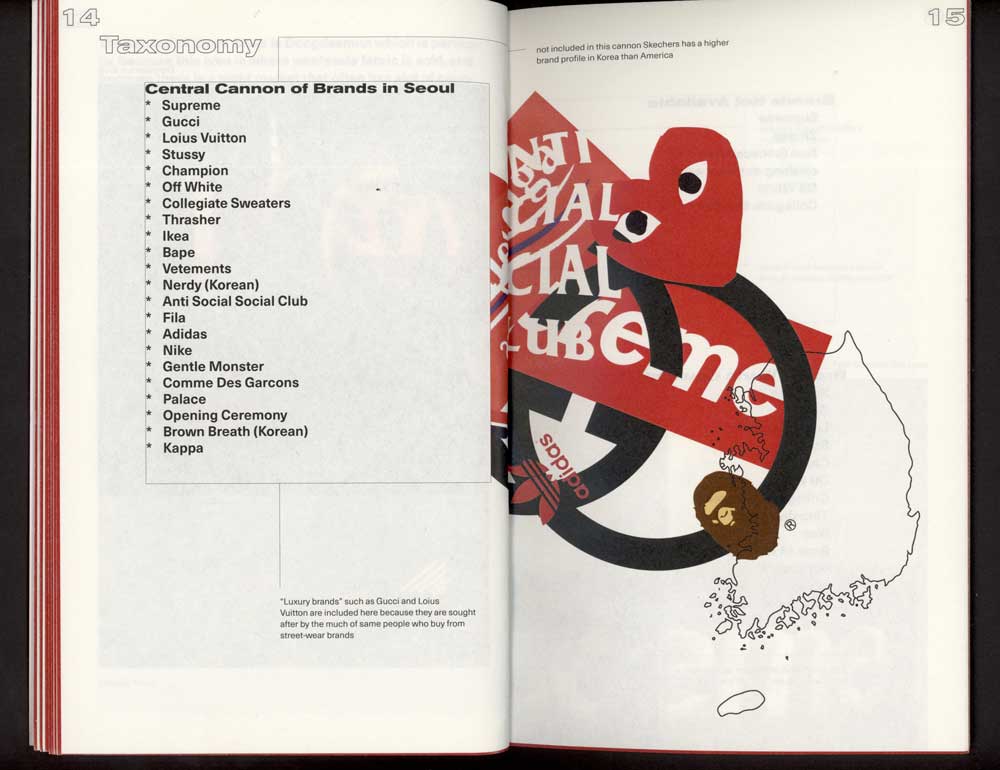 14
Taxonomy
Central Cannon of Brands in Seoul
* Supreme
* Gucci
* Loius Vuitton
* Stussy
* Champion
* Off White
* Collegiate Sweaters
* Thrasher
* Ikea
* Bape
* Vetements
* Nerdy (Korean)
* Anti Social Social Club
* Fila
* Adidas
* Nike
* Gentle Monster
* Comme Des Garcons
* Palace
* Opening Ceremony
* Brown Breath (Korean)
* Kappa
"Luxury brands" such as Gucci and Loius
Vuitton are included here because they are sought
after by the much of same people who buy from
street-wear brands
15
not included in this cannon Skechers has a higher
brand profile in Korea than America
ANTI
CIAL
CIAL
CLUB
reme
adidas
®